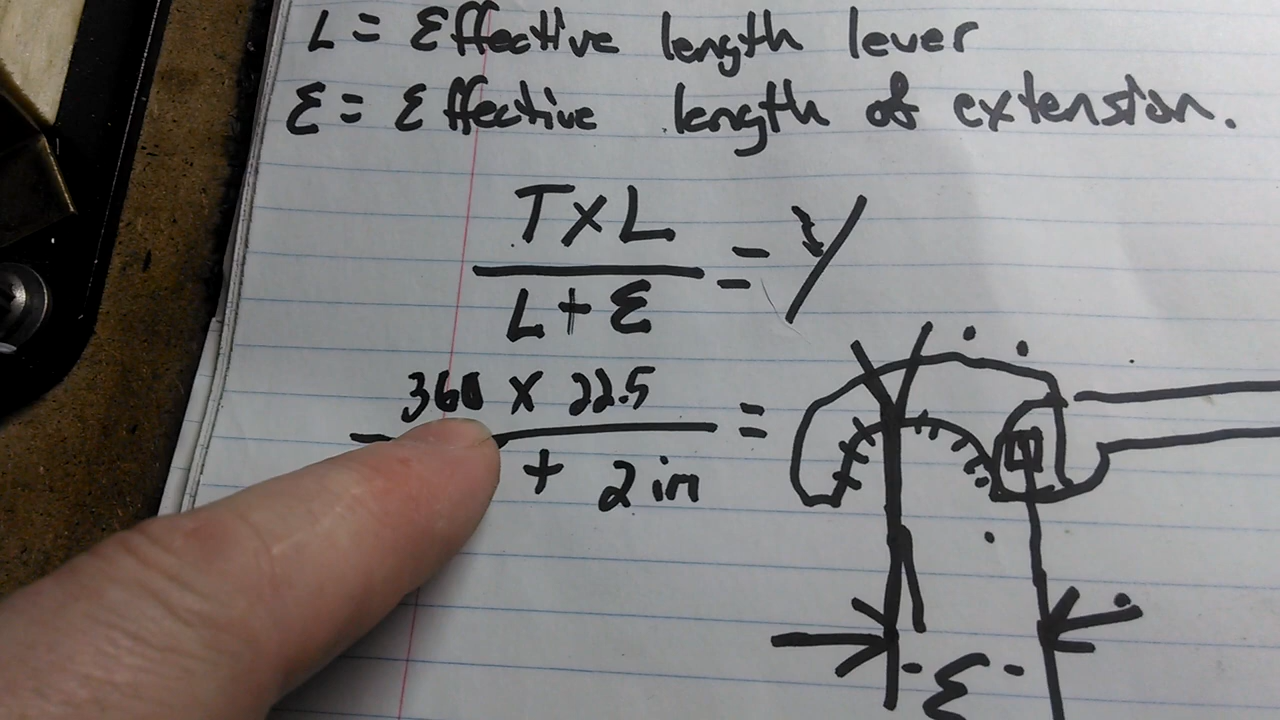 L = Effective length lever
E = Effective length of extension.
T x L
L + E
= Y
360 x 22.5
+ 2 in
=
E